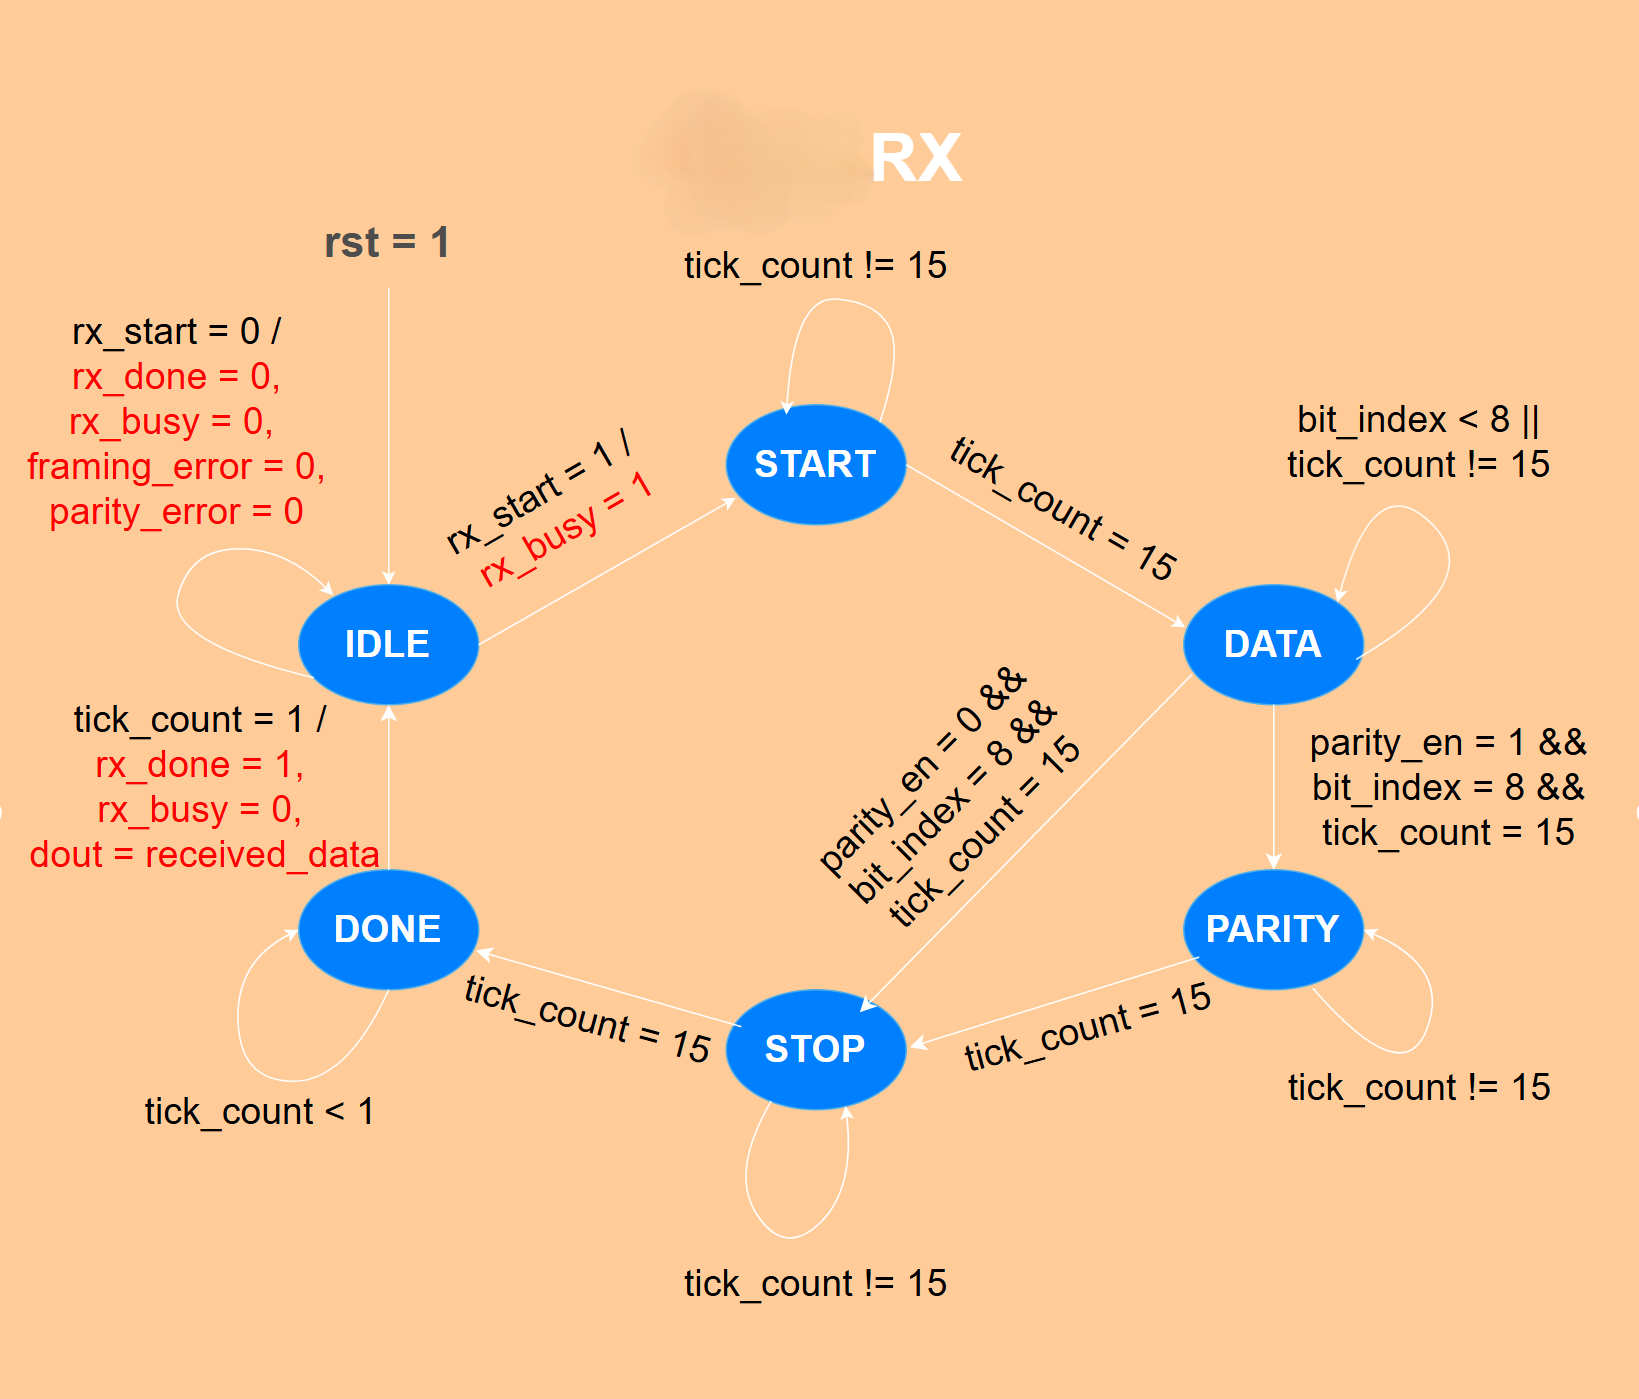 RX
rst = 1
tick_count != 15
rx_start = 0 /
rx_done = 0,
rx_busy = 0,
framing_error = 0,
parity_error = 0
rx_start = 1 /
rx_busy = 1
START
tick_count = 15
bit_index < 8 ||
tick_count != 15
IDLE
DATA
tick_count = 1 /
rx_done = 1,
rx_busy = 0,
dout = received_data
parity_en = 0 &&
bit_index = 8 &&
tick_count = 15
parity_en = 1 &&
bit_index = 8 &&
tick_count = 15
DONE
PARITY
tick_count = 15
STOP
tick_count = 15
tick_count < 1
tick_count != 15
tick_count != 15